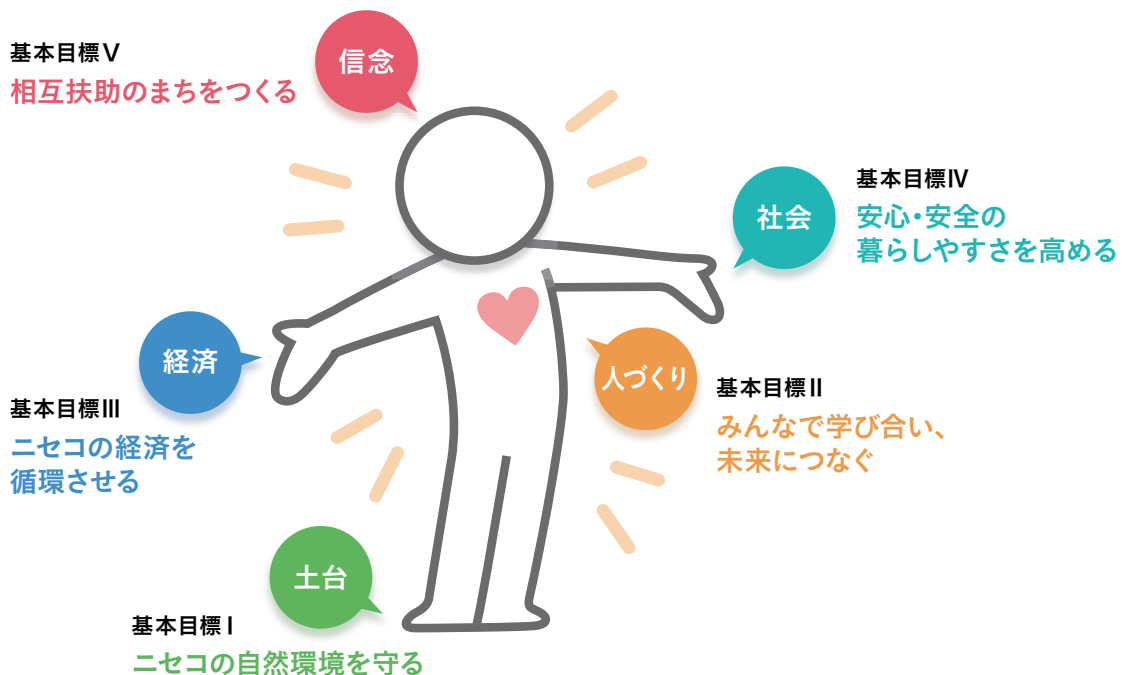 基本目標Ⅴ
相互扶助のまちをつくる
信念
社会
基本目標Ⅳ
安心・安全の
暮らしやすさを高める
経済
基本目標Ⅲ
ニセコの経済を
循環させる
人づくり
基本目標Ⅱ
みんなで学び合い、
未来につなぐ
土台
基本目標Ⅰ
ニセコの自然環境を守る